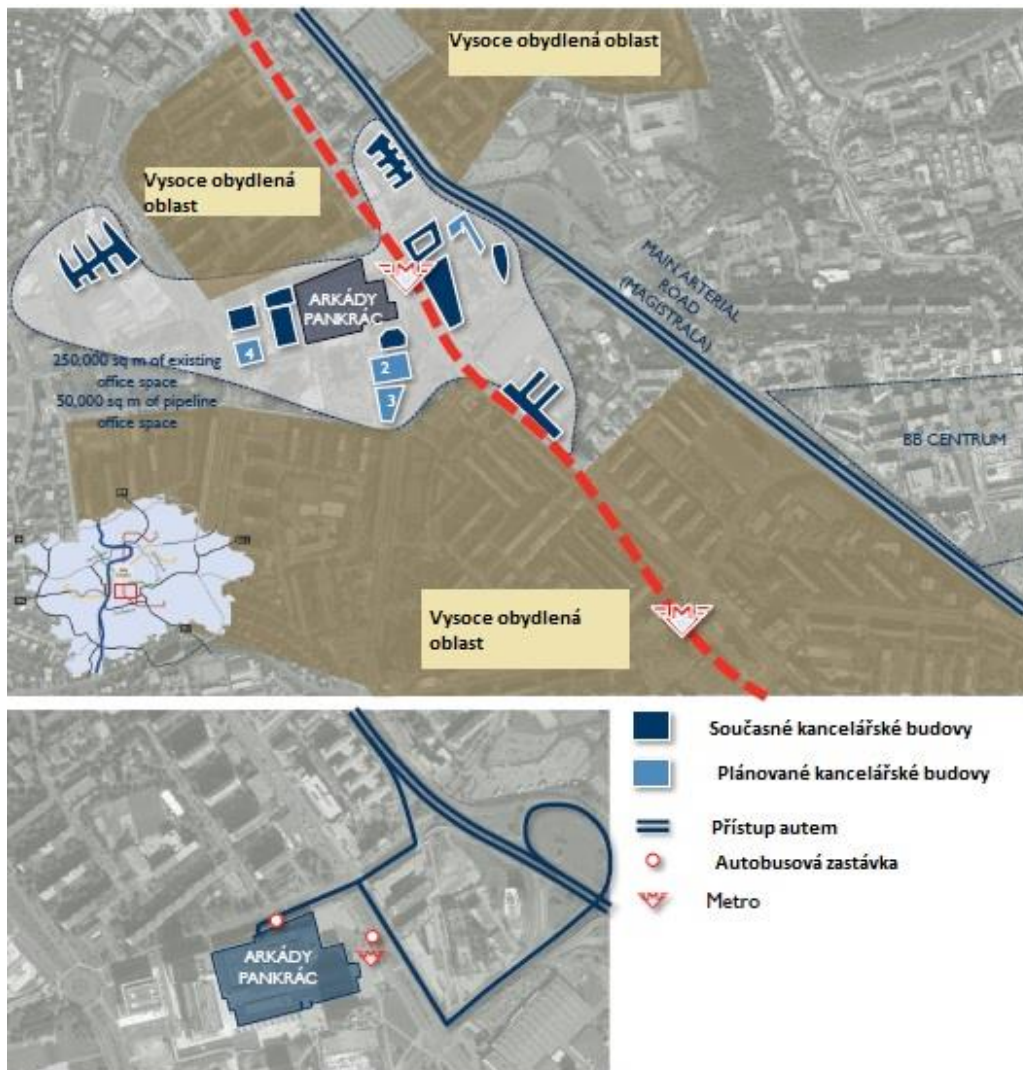 Vysoce obydlená oblast
Vysoce obydlená
oblast
MAIN ARTERIAL
ROAD
(MAGISTRALA)
ARKÁDY
PANKRÁC
4
2
3
250,000 sq m of existing
office space
50,000 sq m of pipeline
office space
BB CENTRUM
Vysoce obydlená
oblast
Současné kancelářské budovy
Plánované kancelářské budovy
Přístup autem
Autobusová zastávka
Metro
ARKÁDY
PANKRÁC